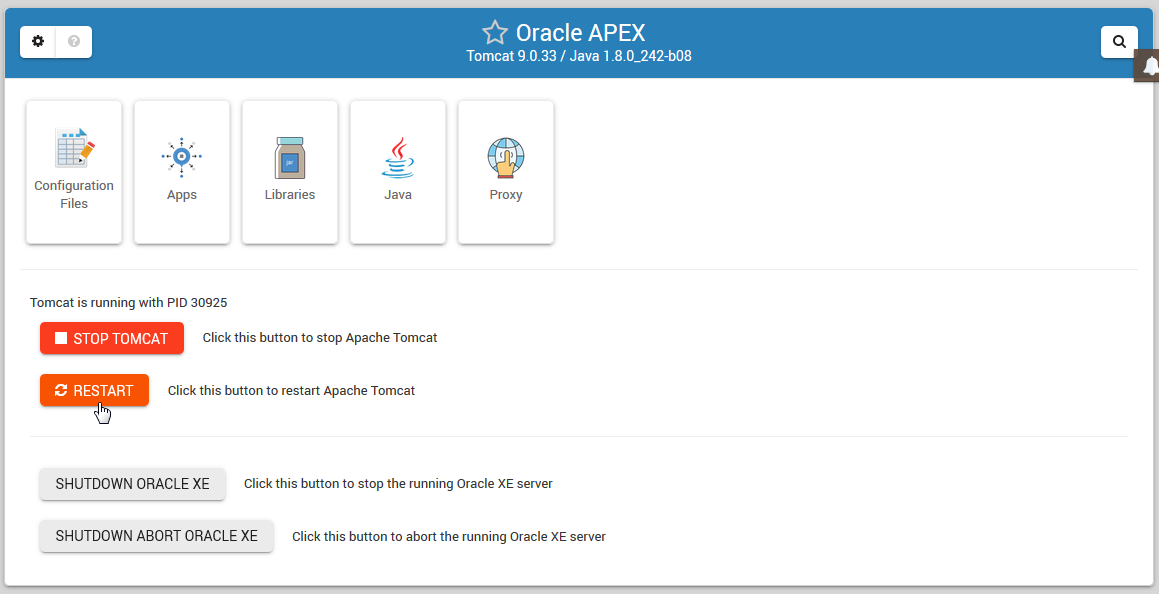 Oracle APEX
Tomcat 9.0.33 / Java 1.8.0_242-b08
Configuration
Files
Apps
jar
Libraries
Java
Proxy
Tomcat is running with PID 30925
STOP TOMCAT Click this button to stop Apache Tomcat
RESTART Click this button to restart Apache Tomcat
SHUTDOWN ORACLE XE Click this button to stop the running Oracle XE server
SHUTDOWN ABORT ORACLE XE Click this button to abort the running Oracle XE server